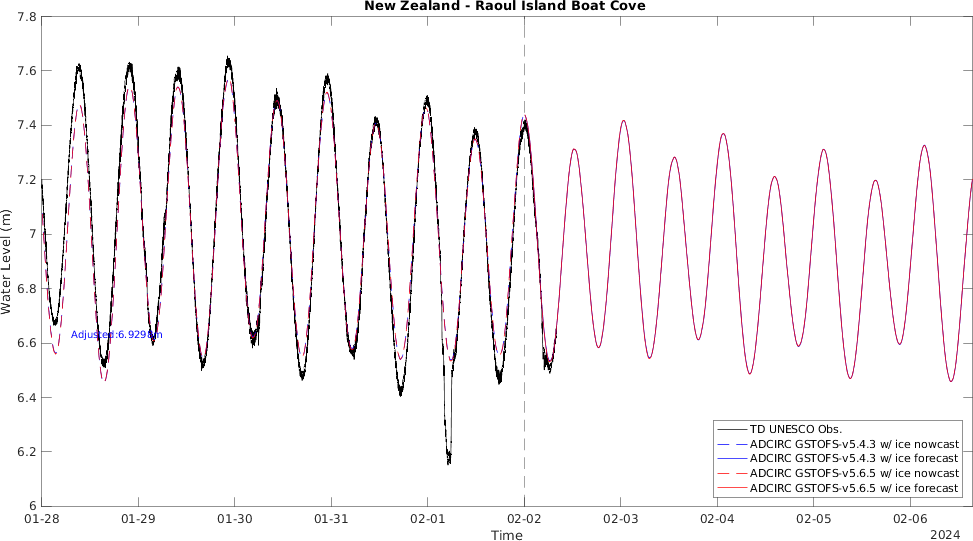 New Zealand - Raoul Island Boat Cove
7.8
7.6
7.4
7.2
7
6.8
6.6
6.4
6.2
6
Water Level (m)
01-28
01-29
01-30
01-31
02-01
02-02
02-03
02-04
02-05
02-06
Time
2024
TD UNESCO Obs.
ADCIRC GSTOFS-v5.4.3 w/ ice nowcast
ADCIRC GSTOFS-v5.4.3 w/ ice forecast
ADCIRC GSTOFS-v5.6.5 w/ ice nowcast
ADCIRC GSTOFS-v5.6.5 w/ ice forecast